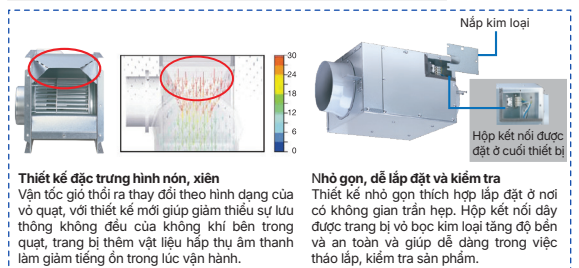 Nắp kim loại
30
24
18
12
6
0
Hộp kết nối được
đặt ở cuối thiết bị
Thiết kế đặc trưng hình nón, xiên
Vận tốc gió thổi ra thay đổi theo hình dạng của
vỏ quạt, với thiết kế mới giúp giảm thiểu sự lưu
thông không đều của không khí bên trong
quạt, trang bị thêm vật liệu hấp thụ âm thanh
làm giảm tiếng ồn trong lúc vận hành.
Nhỏ gọn, dễ lắp đặt và kiểm tra
Thiết kế nhỏ gọn thích hợp lắp đặt ở nơi
có không gian trần hẹp. Hộp kết nối dây
được trang bị vỏ bọc kim loại tăng độ bền
và an toàn và giúp dễ dàng trong việc
tháo lắp, kiểm tra sản phẩm.